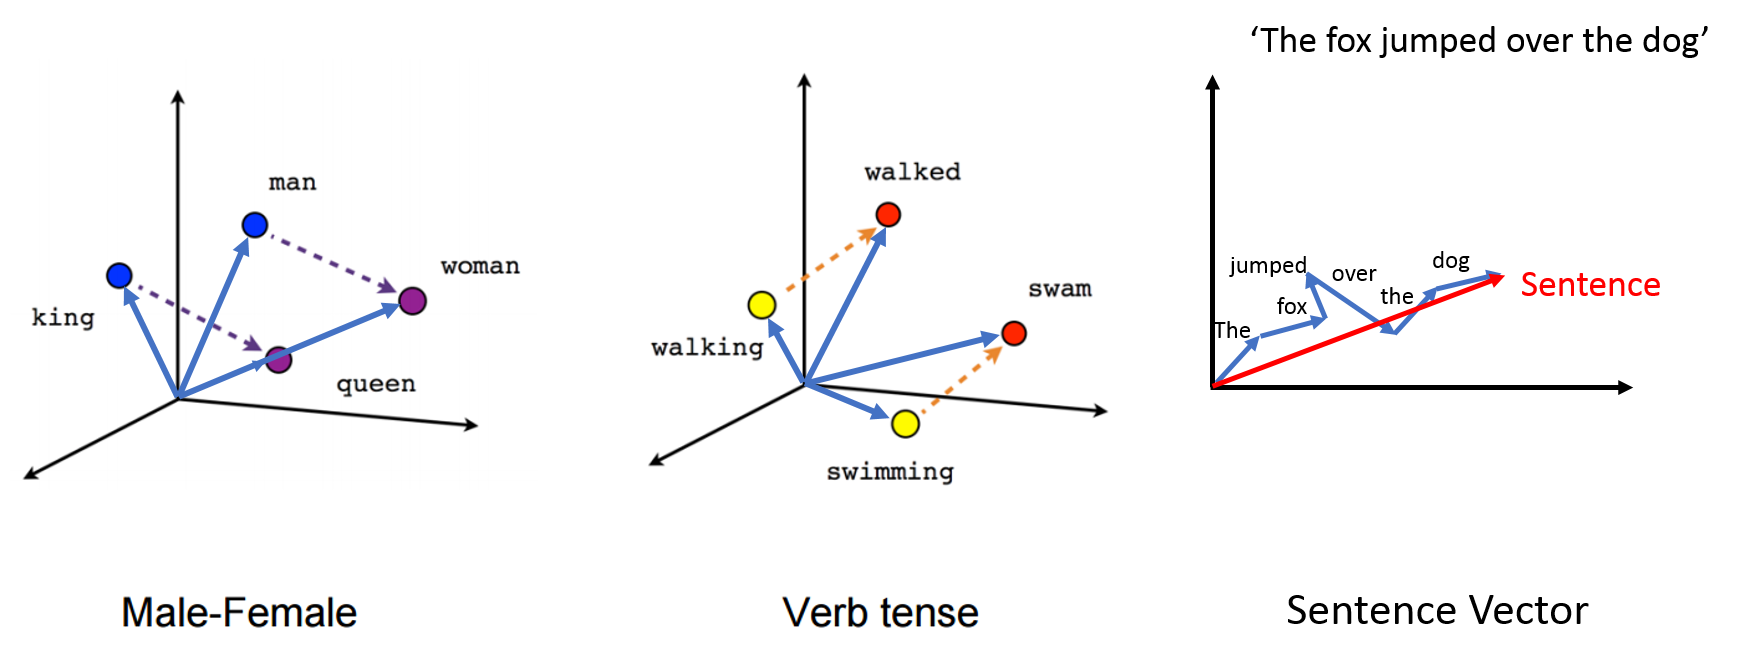 man
woman
king
queen
Male-Female
walked
swam
walking
swimming
Verb tense
‘The fox jumped over the dog’
jumped
over
dog
fox
the
The
Sentence
Sentence Vector